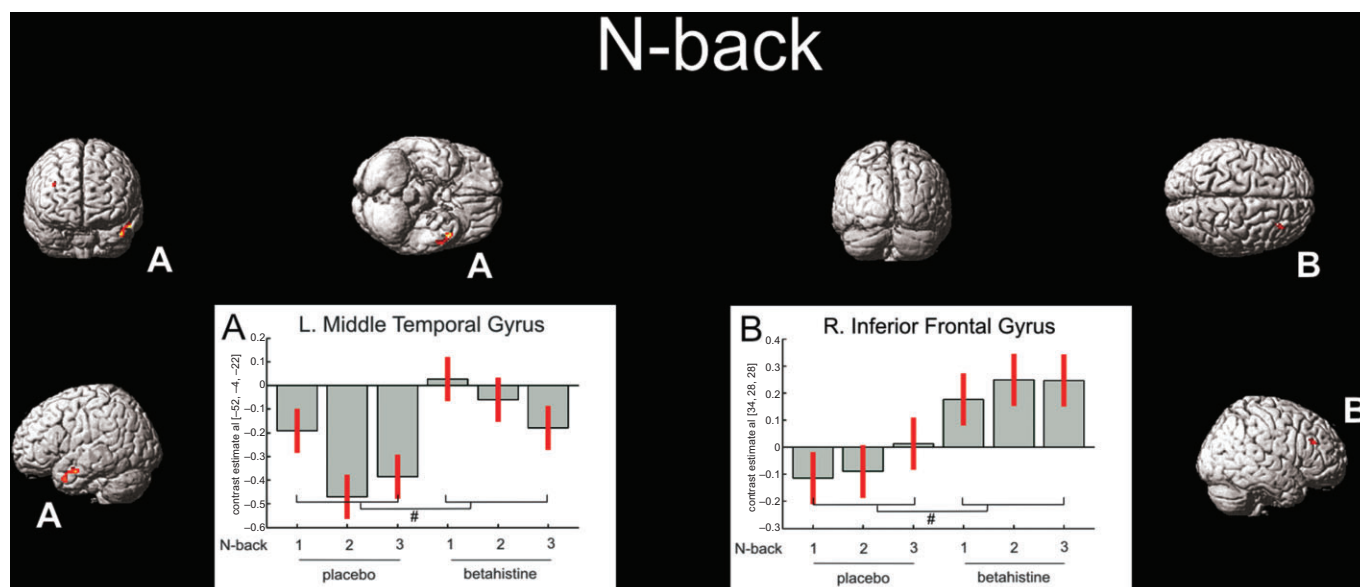 N-back
A
A
B
A
B
A
L. Middle Temporal Gyrus
contrast estimate al [–52, –4, –22]
0.2
0.1
0
–0.1
–0.2
–0.3
–0.4
–0.5
–0.6
#
N-back 1 2 3 1 2 3
placebo betahistine
B
R. Inferior Frontal Gyrus
contrast estimate al [34, 28, 28]
0.4
0.3
0.2
0.1
0
–0.1
–0.2
–0.3
#
N-back 1 2 3 1 2 3
placebo betahistine